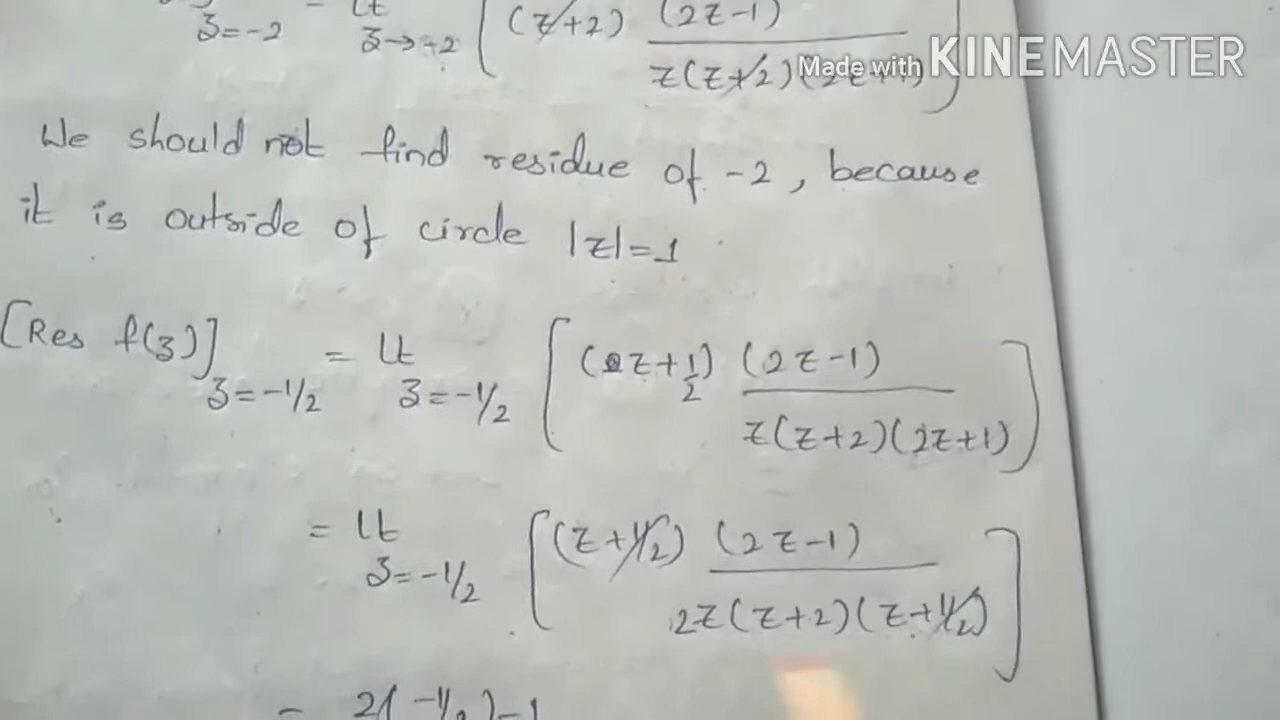 z=-2 lt z→-2 [ (z+2) (2z-1) / z(z+2)(2z+1) ]
Made with KINEMASTER
We should not find residue of -2, because
it is outside of circle |z|=1
[Res f(z)] z=-1/2 = lt z=-1/2 [ (z+1/2) (2z-1) / z(z+2)(2z+1) ]
= lt z=-1/2 [ (z+1/2) (2z-1) / 2z(z+2)(z+1/2) ]
= 2(-1/2)-1